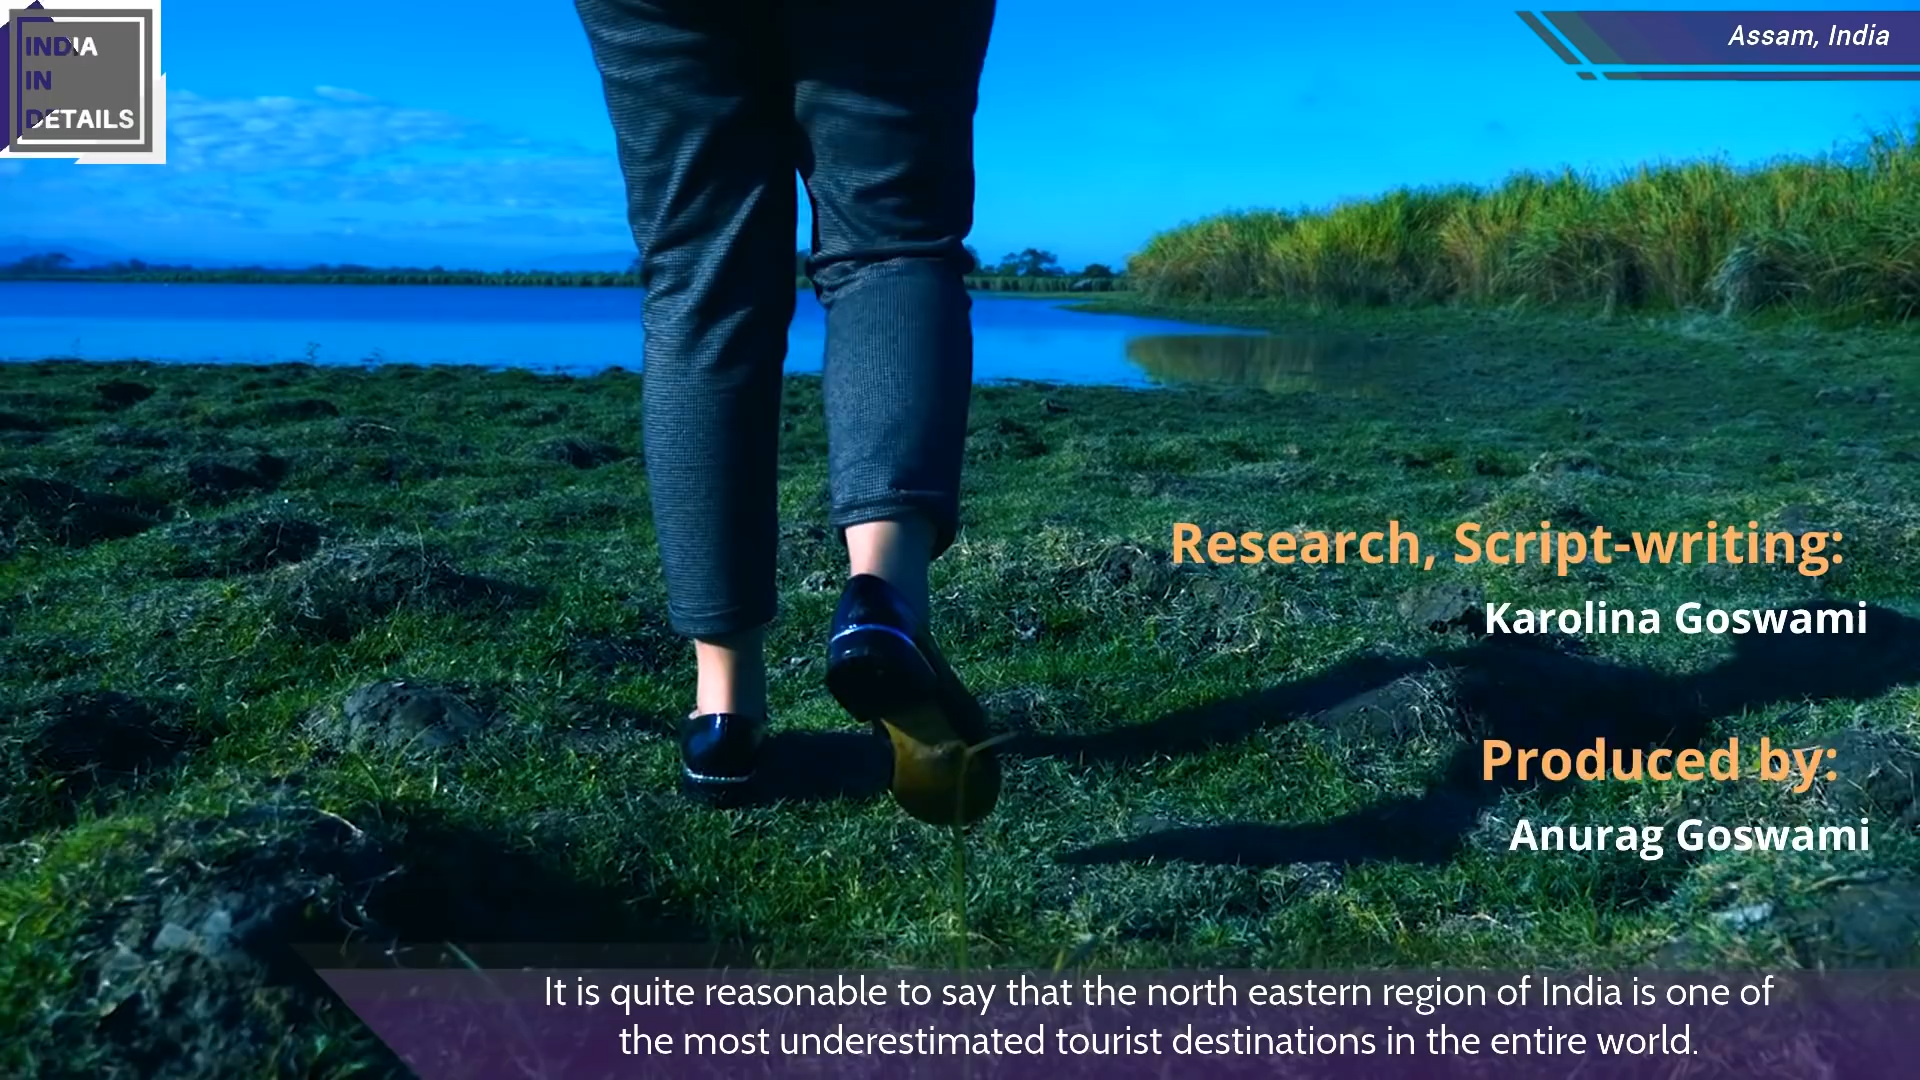 INDIA
IN
DETAILS
Assam, India
Research, Script-writing:
Karolina Goswami
Produced by:
Anurag Goswami
It is quite reasonable to say that the north eastern region of India is one of
the most underestimated tourist destinations in the entire world.